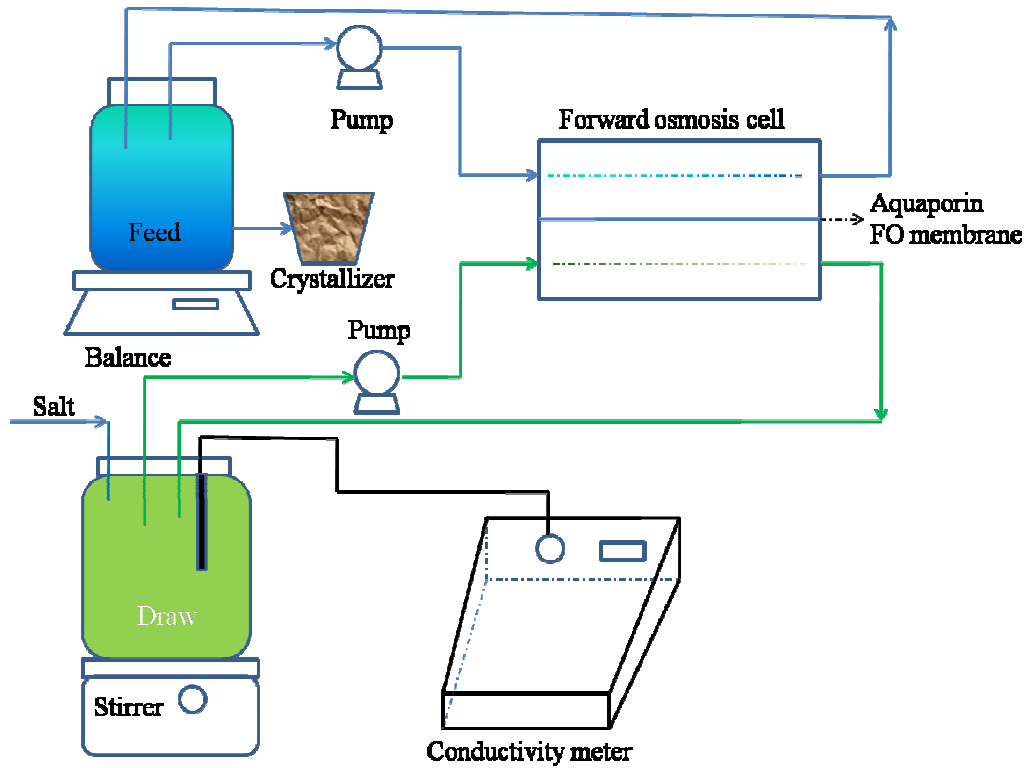 Pump
Forward osmosis cell
Feed
Aquaporin
FO membrane
Crystallizer
Pump
Balance
Salt
Draw
Stirrer
Conductivity meter